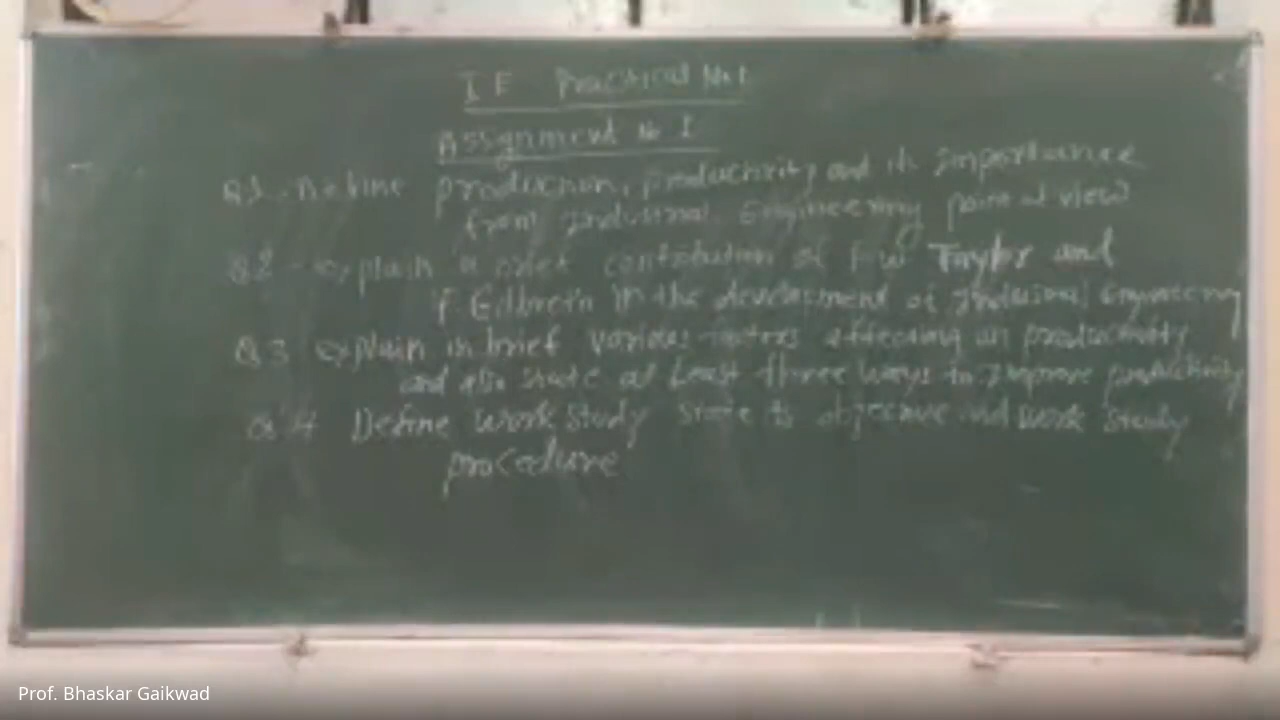 I E Practical No 1
Assignment No I
Q1 - Define production, productivity and its importance
from industrial Engineering point of view
Q2 - explain in brief contribution of F W Taylor and
F. Gilbreth in the development of Industrial Engineering
Q3 explain in brief various factors affecting on productivity
and also state at least three ways to improve productivity
Q.4 Define work study state its objective and work study
procedure
Prof. Bhaskar Gaikwad